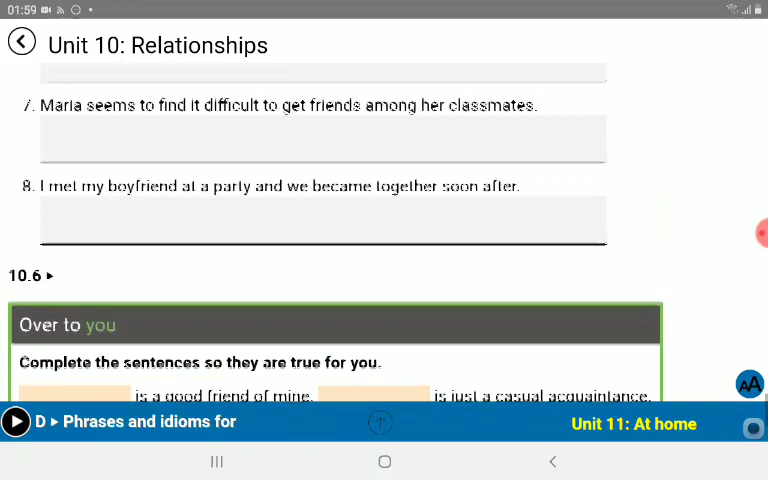 01:59
Unit 10: Relationships
7. Maria seems to find it difficult to get friends among her classmates.
8. I met my boyfriend at a party and we became together soon after.
10.6 ▸
Over to you
Complete the sentences so they are true for you.
is a good friend of mine. is just a casual acquaintance.
AA
D ▸ Phrases and idioms for
Unit 11: At home